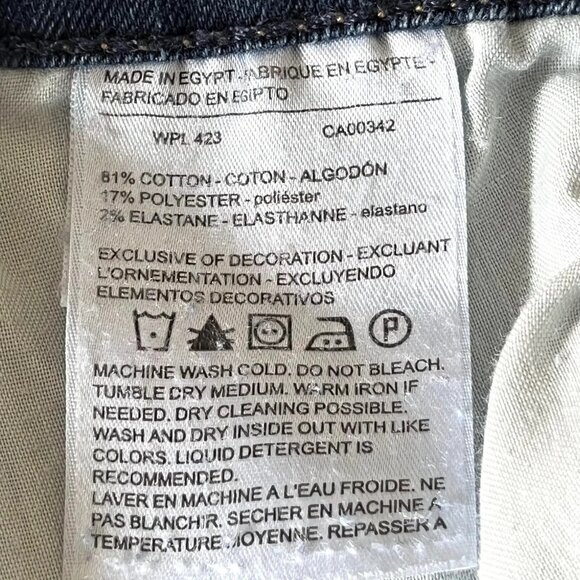 MADE IN EGYPT - FABRIQUE EN EGYPTE -
FABRICADO EN EGIPTO
WPL 423 CA00342
81% COTTON - COTON - ALGODÓN
17% POLYESTER - poliéster
2% ELASTANE - ELASTHANNE - elastano
EXCLUSIVE OF DECORATION - EXCLUANT
L'ORNEMENTATION - EXCLUYENDO
ELEMENTOS DECORATIVOS
P
MACHINE WASH COLD. DO NOT BLEACH.
TUMBLE DRY MEDIUM. WARM IRON IF
NEEDED. DRY CLEANING POSSIBLE.
WASH AND DRY INSIDE OUT WITH LIKE
COLORS. LIQUID DETERGENT IS
RECOMMENDED.
LAVER EN MACHINE A L'EAU FROIDE. NE
PAS BLANCHIR. SECHER EN MACHINE A
TEMPERATURE MOYENNE. REPASSER A